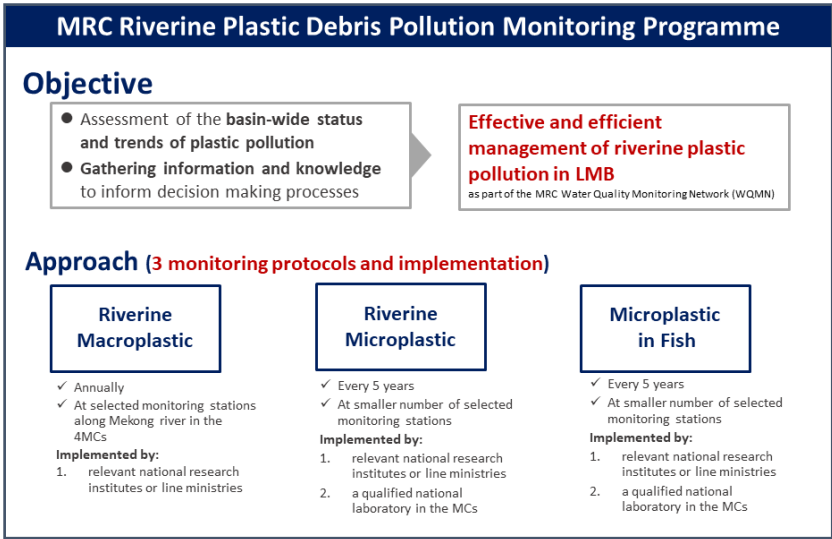 MRC Riverine Plastic Debris Pollution Monitoring Programme
Objective
● Assessment of the basin-wide status
and trends of plastic pollution
● Gathering information and knowledge
to inform decision making processes
Effective and efficient
management of riverine plastic
pollution in LMB
as part of the MRC Water Quality Monitoring Network (WQMN)
Approach (3 monitoring protocols and implementation)
Riverine
Macroplastic
✓ Annually
✓ At selected monitoring stations
along Mekong river in the
4MCs
Implemented by:
1. relevant national research
institutes or line ministries
Riverine
Microplastic
✓ Every 5 years
✓ At smaller number of selected
monitoring stations
Implemented by:
1. relevant national research
institutes or line ministries
2. a qualified national
laboratory in the MCs
Microplastic
in Fish
✓ Every 5 years
✓ At smaller number of selected
monitoring stations
Implemented by:
1. relevant national research
institutes or line ministries
2. a qualified national
laboratory in the MCs